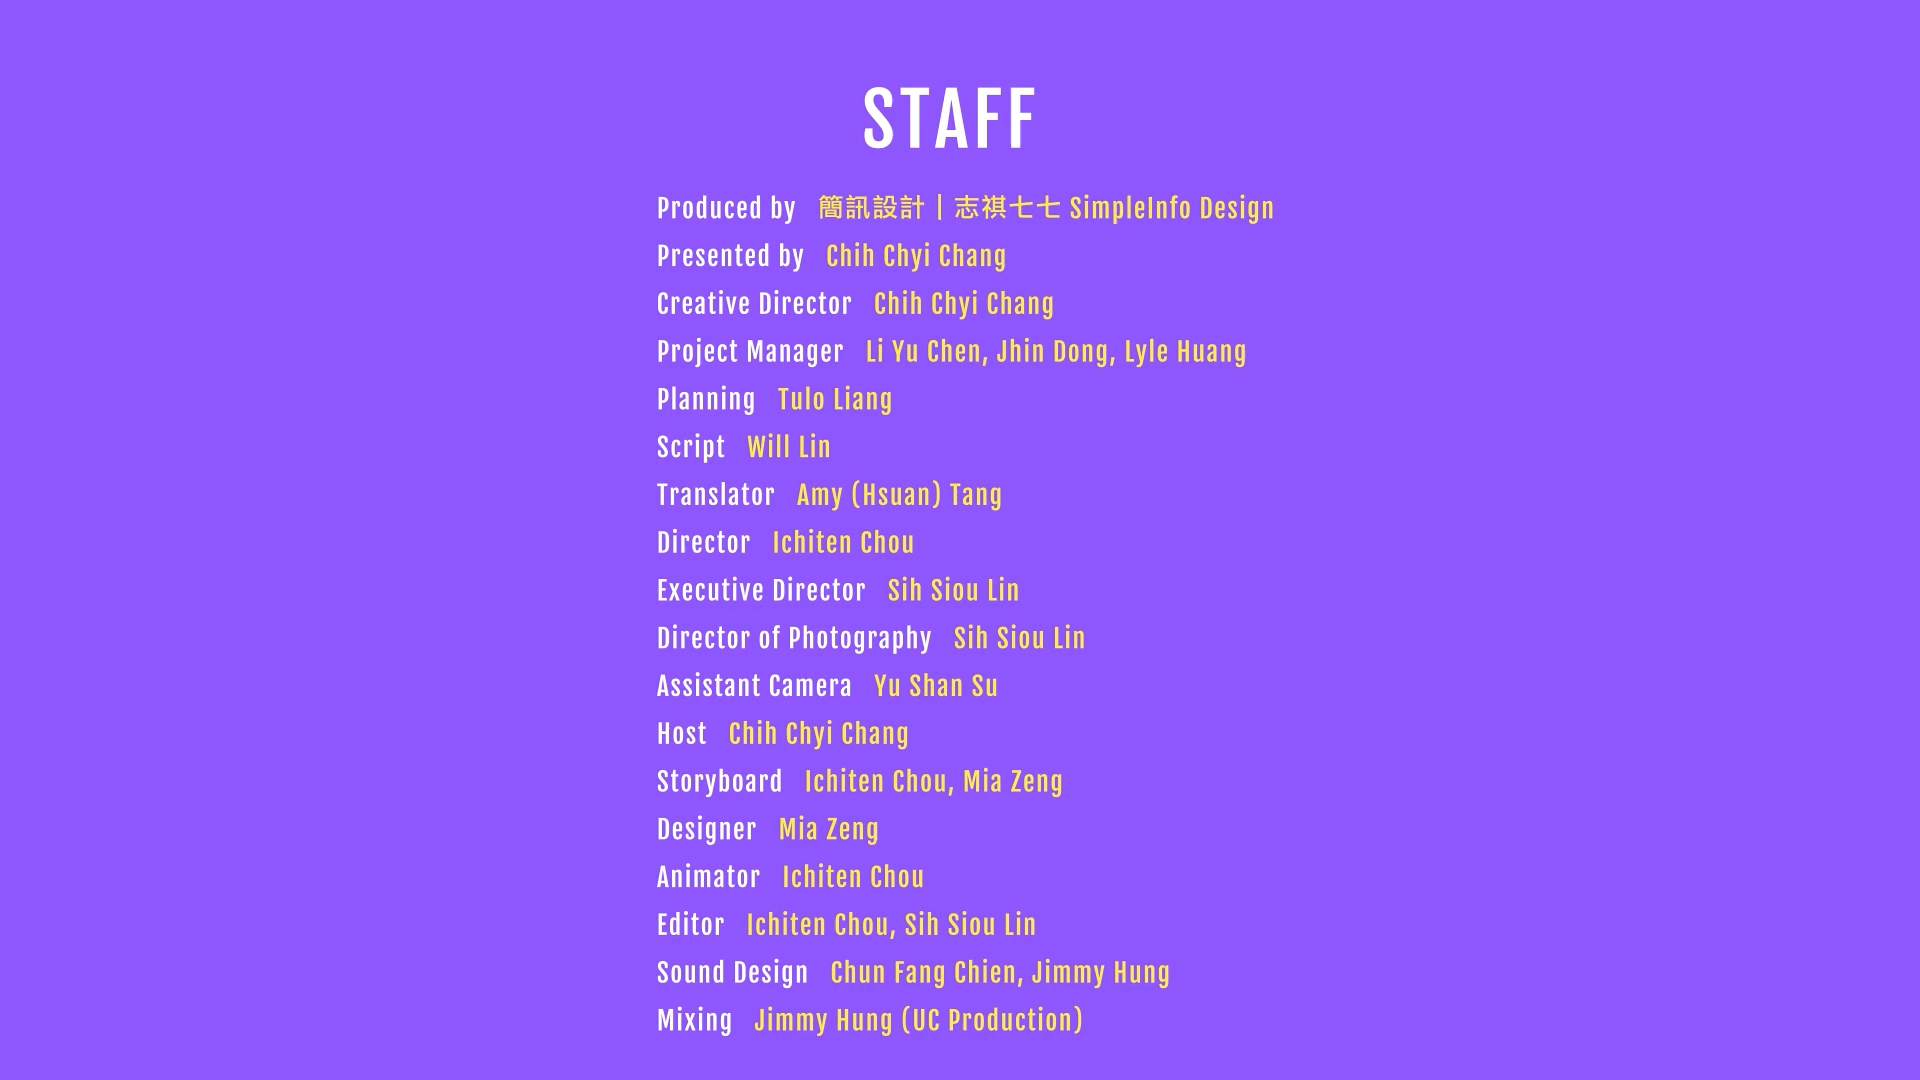 STAFF
Produced by 簡訊設計｜志祺七七 SimpleInfo Design
Presented by Chih Chyi Chang
Creative Director Chih Chyi Chang
Project Manager Li Yu Chen, Jhin Dong, Lyle Huang
Planning Tulo Liang
Script Will Lin
Translator Amy (Hsuan) Tang
Director Ichiten Chou
Executive Director Sih Siou Lin
Director of Photography Sih Siou Lin
Assistant Camera Yu Shan Su
Host Chih Chyi Chang
Storyboard Ichiten Chou, Mia Zeng
Designer Mia Zeng
Animator Ichiten Chou
Editor Ichiten Chou, Sih Siou Lin
Sound Design Chun Fang Chien, Jimmy Hung
Mixing Jimmy Hung (UC Production)